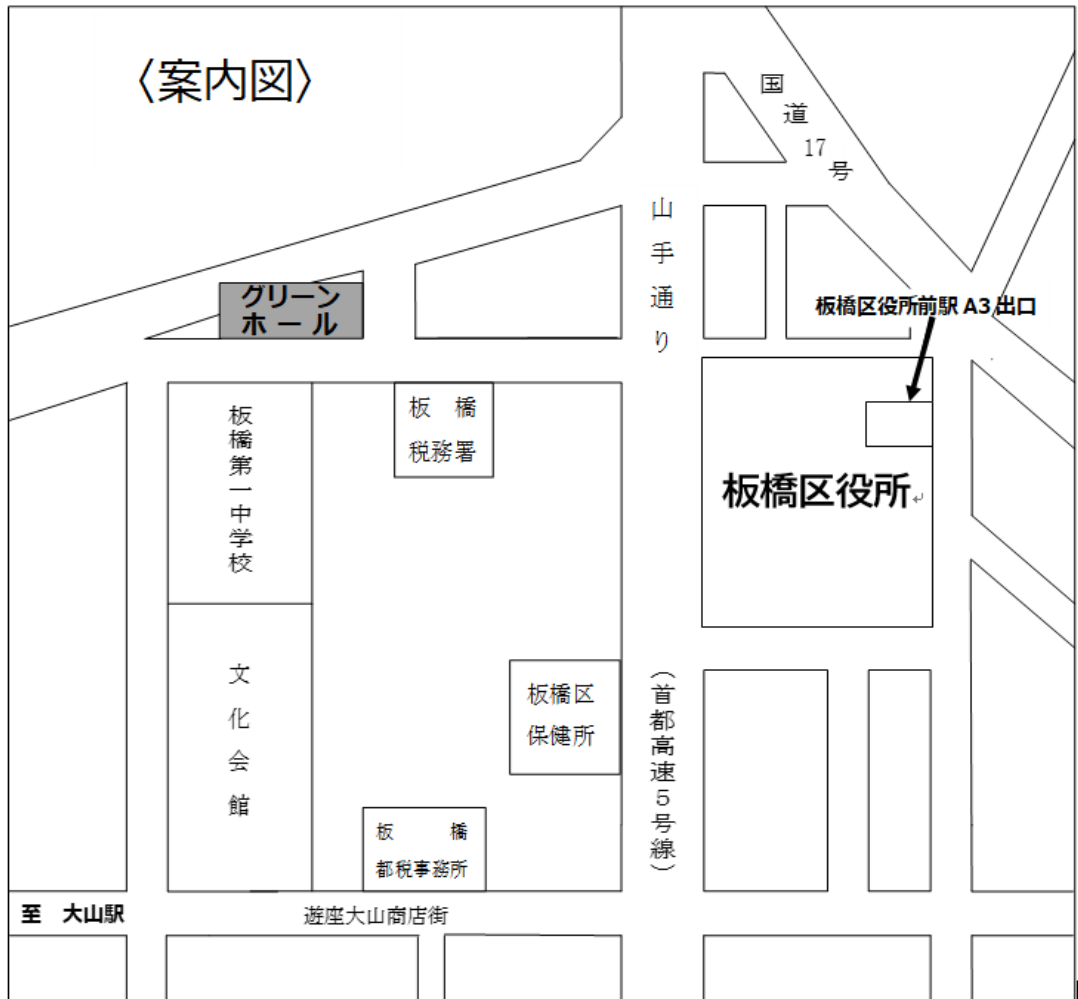 〈案内図〉
国道17号
山手通り
グリーン
ホール
板橋区役所前駅 A3 出口
板橋
税務署
板橋第一中学校
板橋区役所
文化会館
板橋区
保健所
（首都高速５号線）
板橋
都税事務所
至 大山駅
遊座大山商店街